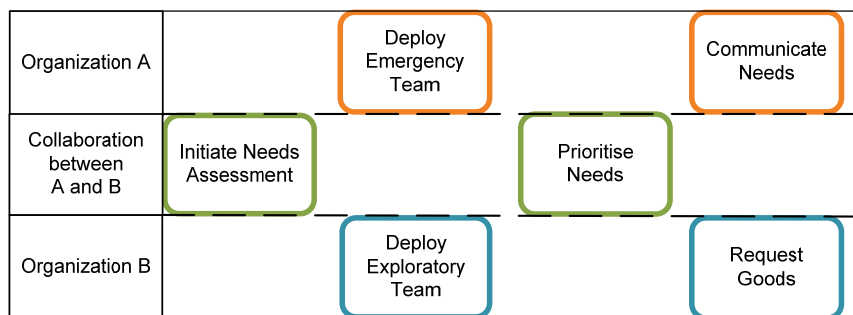 Organization A
Deploy
Emergency
Team
Communicate
Needs
Collaboration
between
A and B
Initiate Needs
Assessment
Prioritise
Needs
Organization B
Deploy
Exploratory
Team
Request
Goods